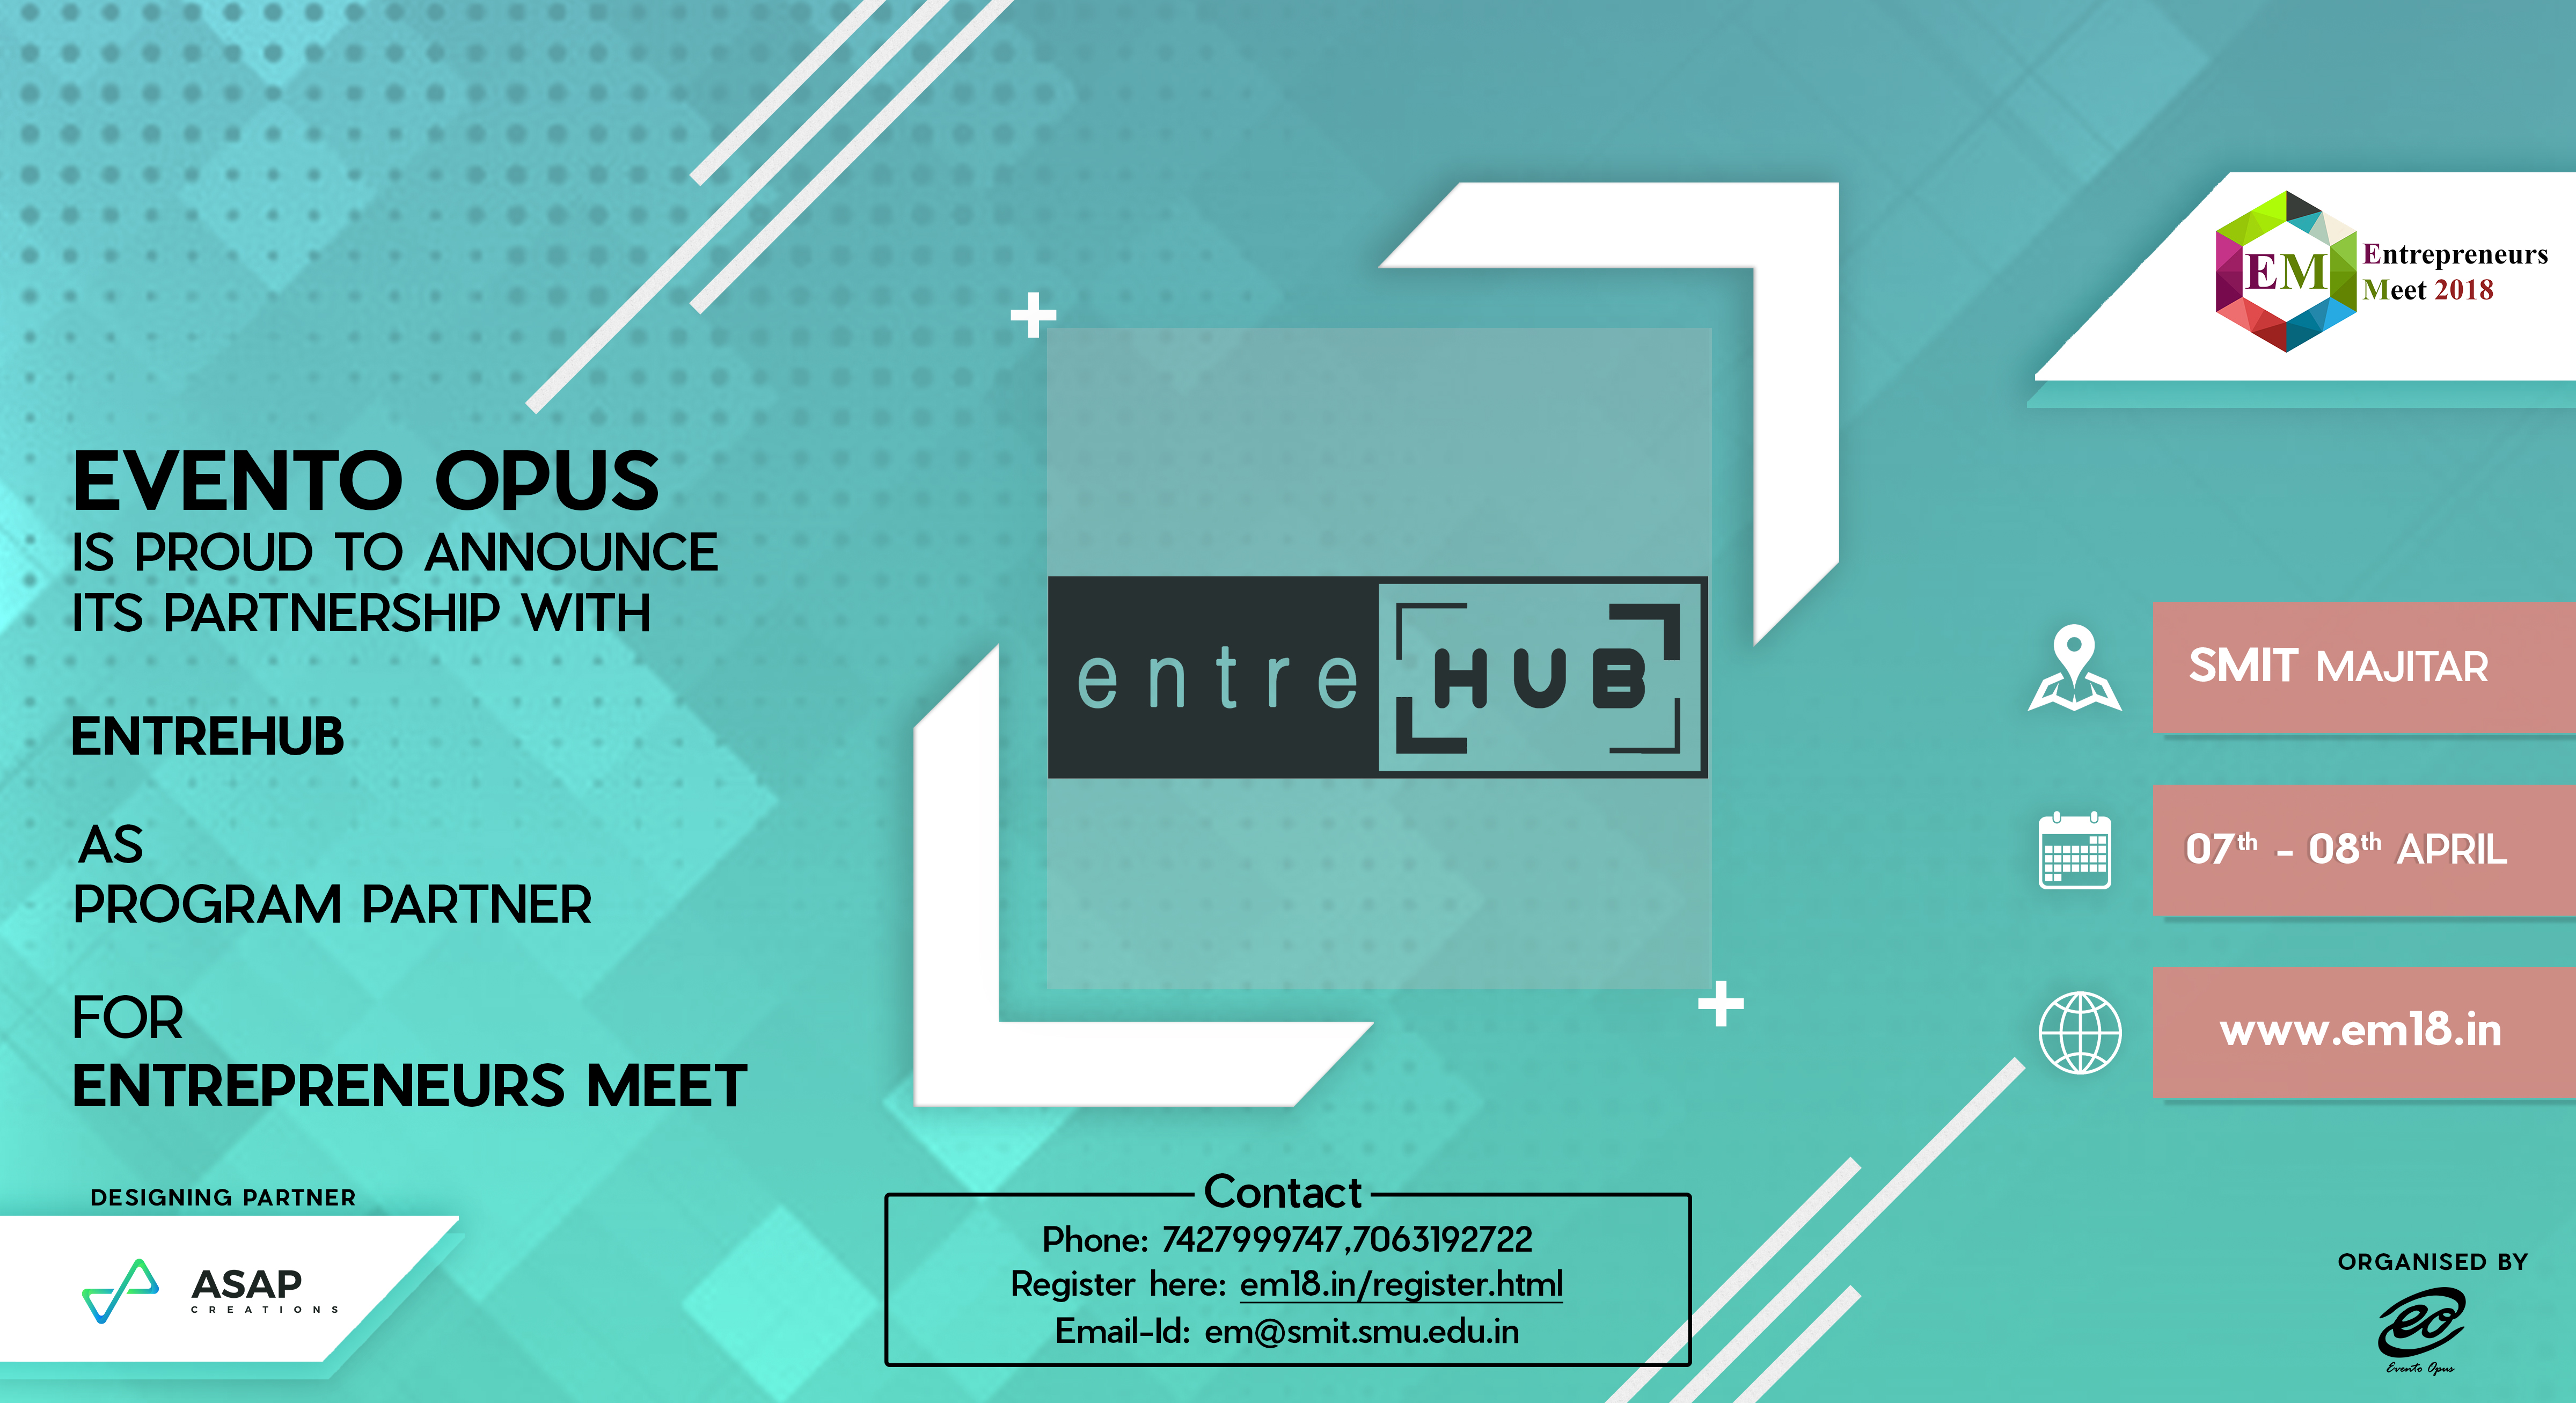 EVENTO OPUS
IS PROUD TO ANNOUNCE
ITS PARTNERSHIP WITH
ENTREHUB
AS
PROGRAM PARTNER
FOR
ENTREPRENEURS MEET
DESIGNING PARTNER
ASAP
CREATIONS
entre HUB
Contact
Phone: 7427999747,7063192722
Register here: em18.in/register.html
Email-Id: em@smit.smu.edu.in
EM
Entrepreneurs
Meet 2018
SMIT MAJITAR
07th - 08th APRIL
www.em18.in
ORGANISED BY
eo
Evento Opus